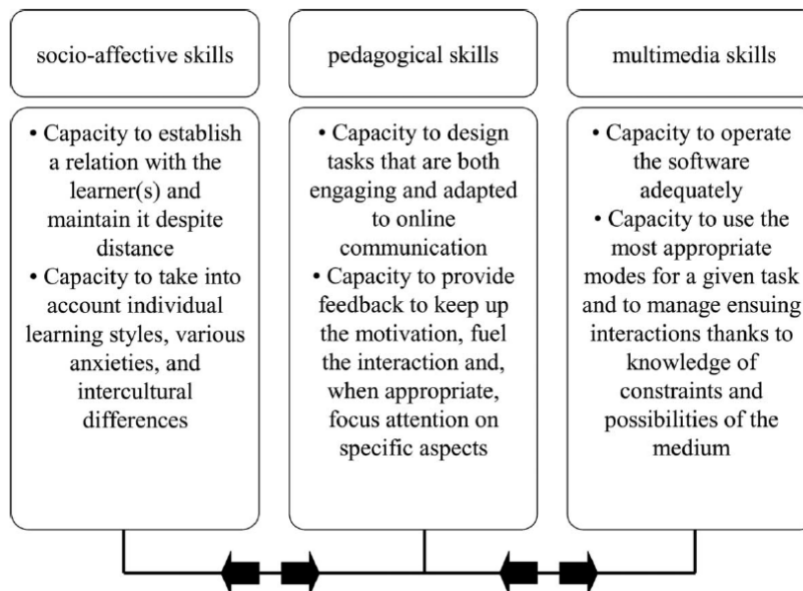 socio-affective skills
• Capacity to establish
a relation with the
learner(s) and
maintain it despite
distance
• Capacity to take into
account individual
learning styles, various
anxieties, and
intercultural
differences
pedagogical skills
• Capacity to design
tasks that are both
engaging and adapted
to online
communication
• Capacity to provide
feedback to keep up
the motivation, fuel
the interaction and,
when appropriate,
focus attention on
specific aspects
multimedia skills
• Capacity to operate
the software
adequately
• Capacity to use the
most appropriate
modes for a given task
and to manage ensuing
interactions thanks to
knowledge of
constraints and
possibilities of the
medium